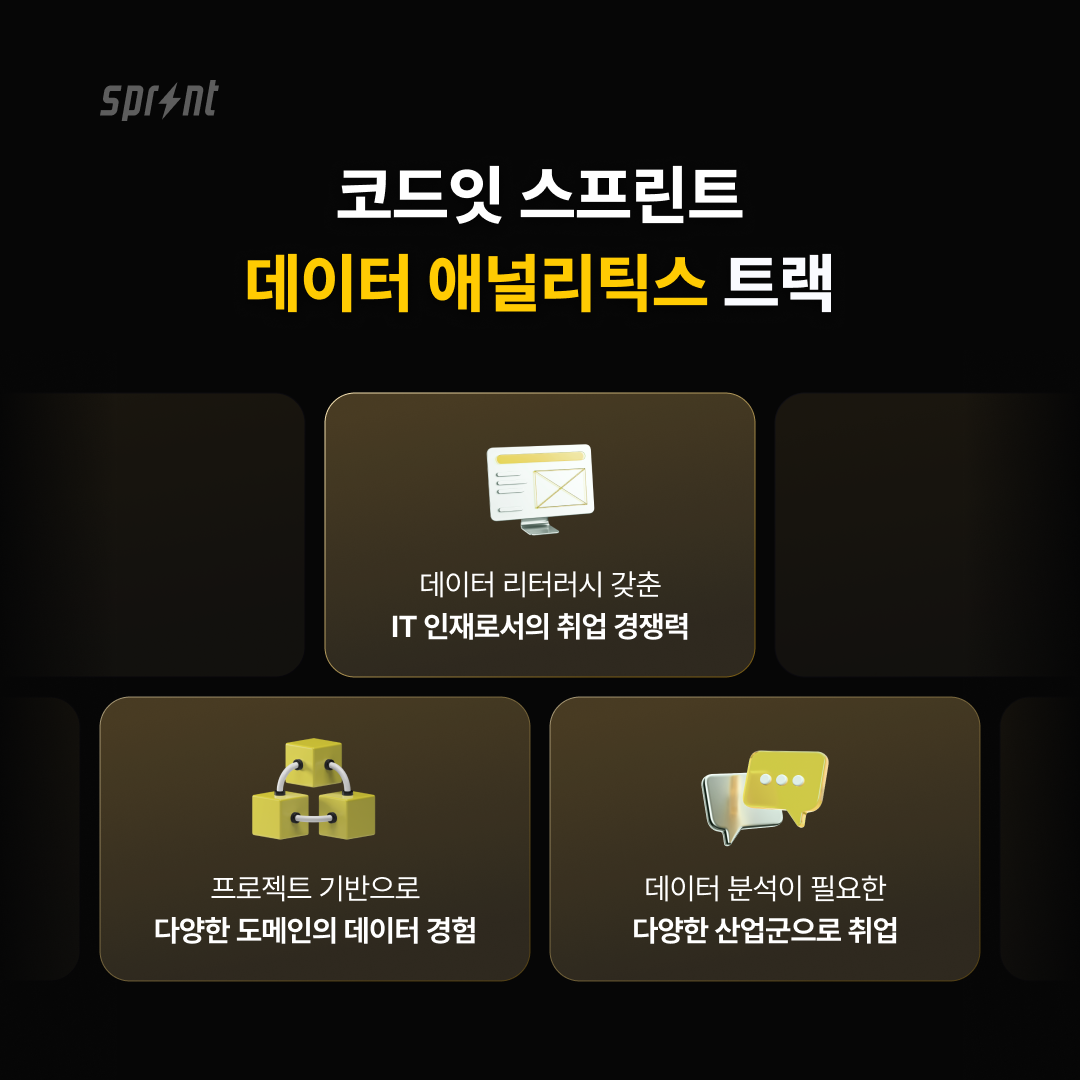 sprint
코드잇 스프린트
데이터 애널리틱스 트랙
데이터 리터러시 갖춘
IT 인재로서의 취업 경쟁력
프로젝트 기반으로
다양한 도메인의 데이터 경험
데이터 분석이 필요한
다양한 산업군으로 취업